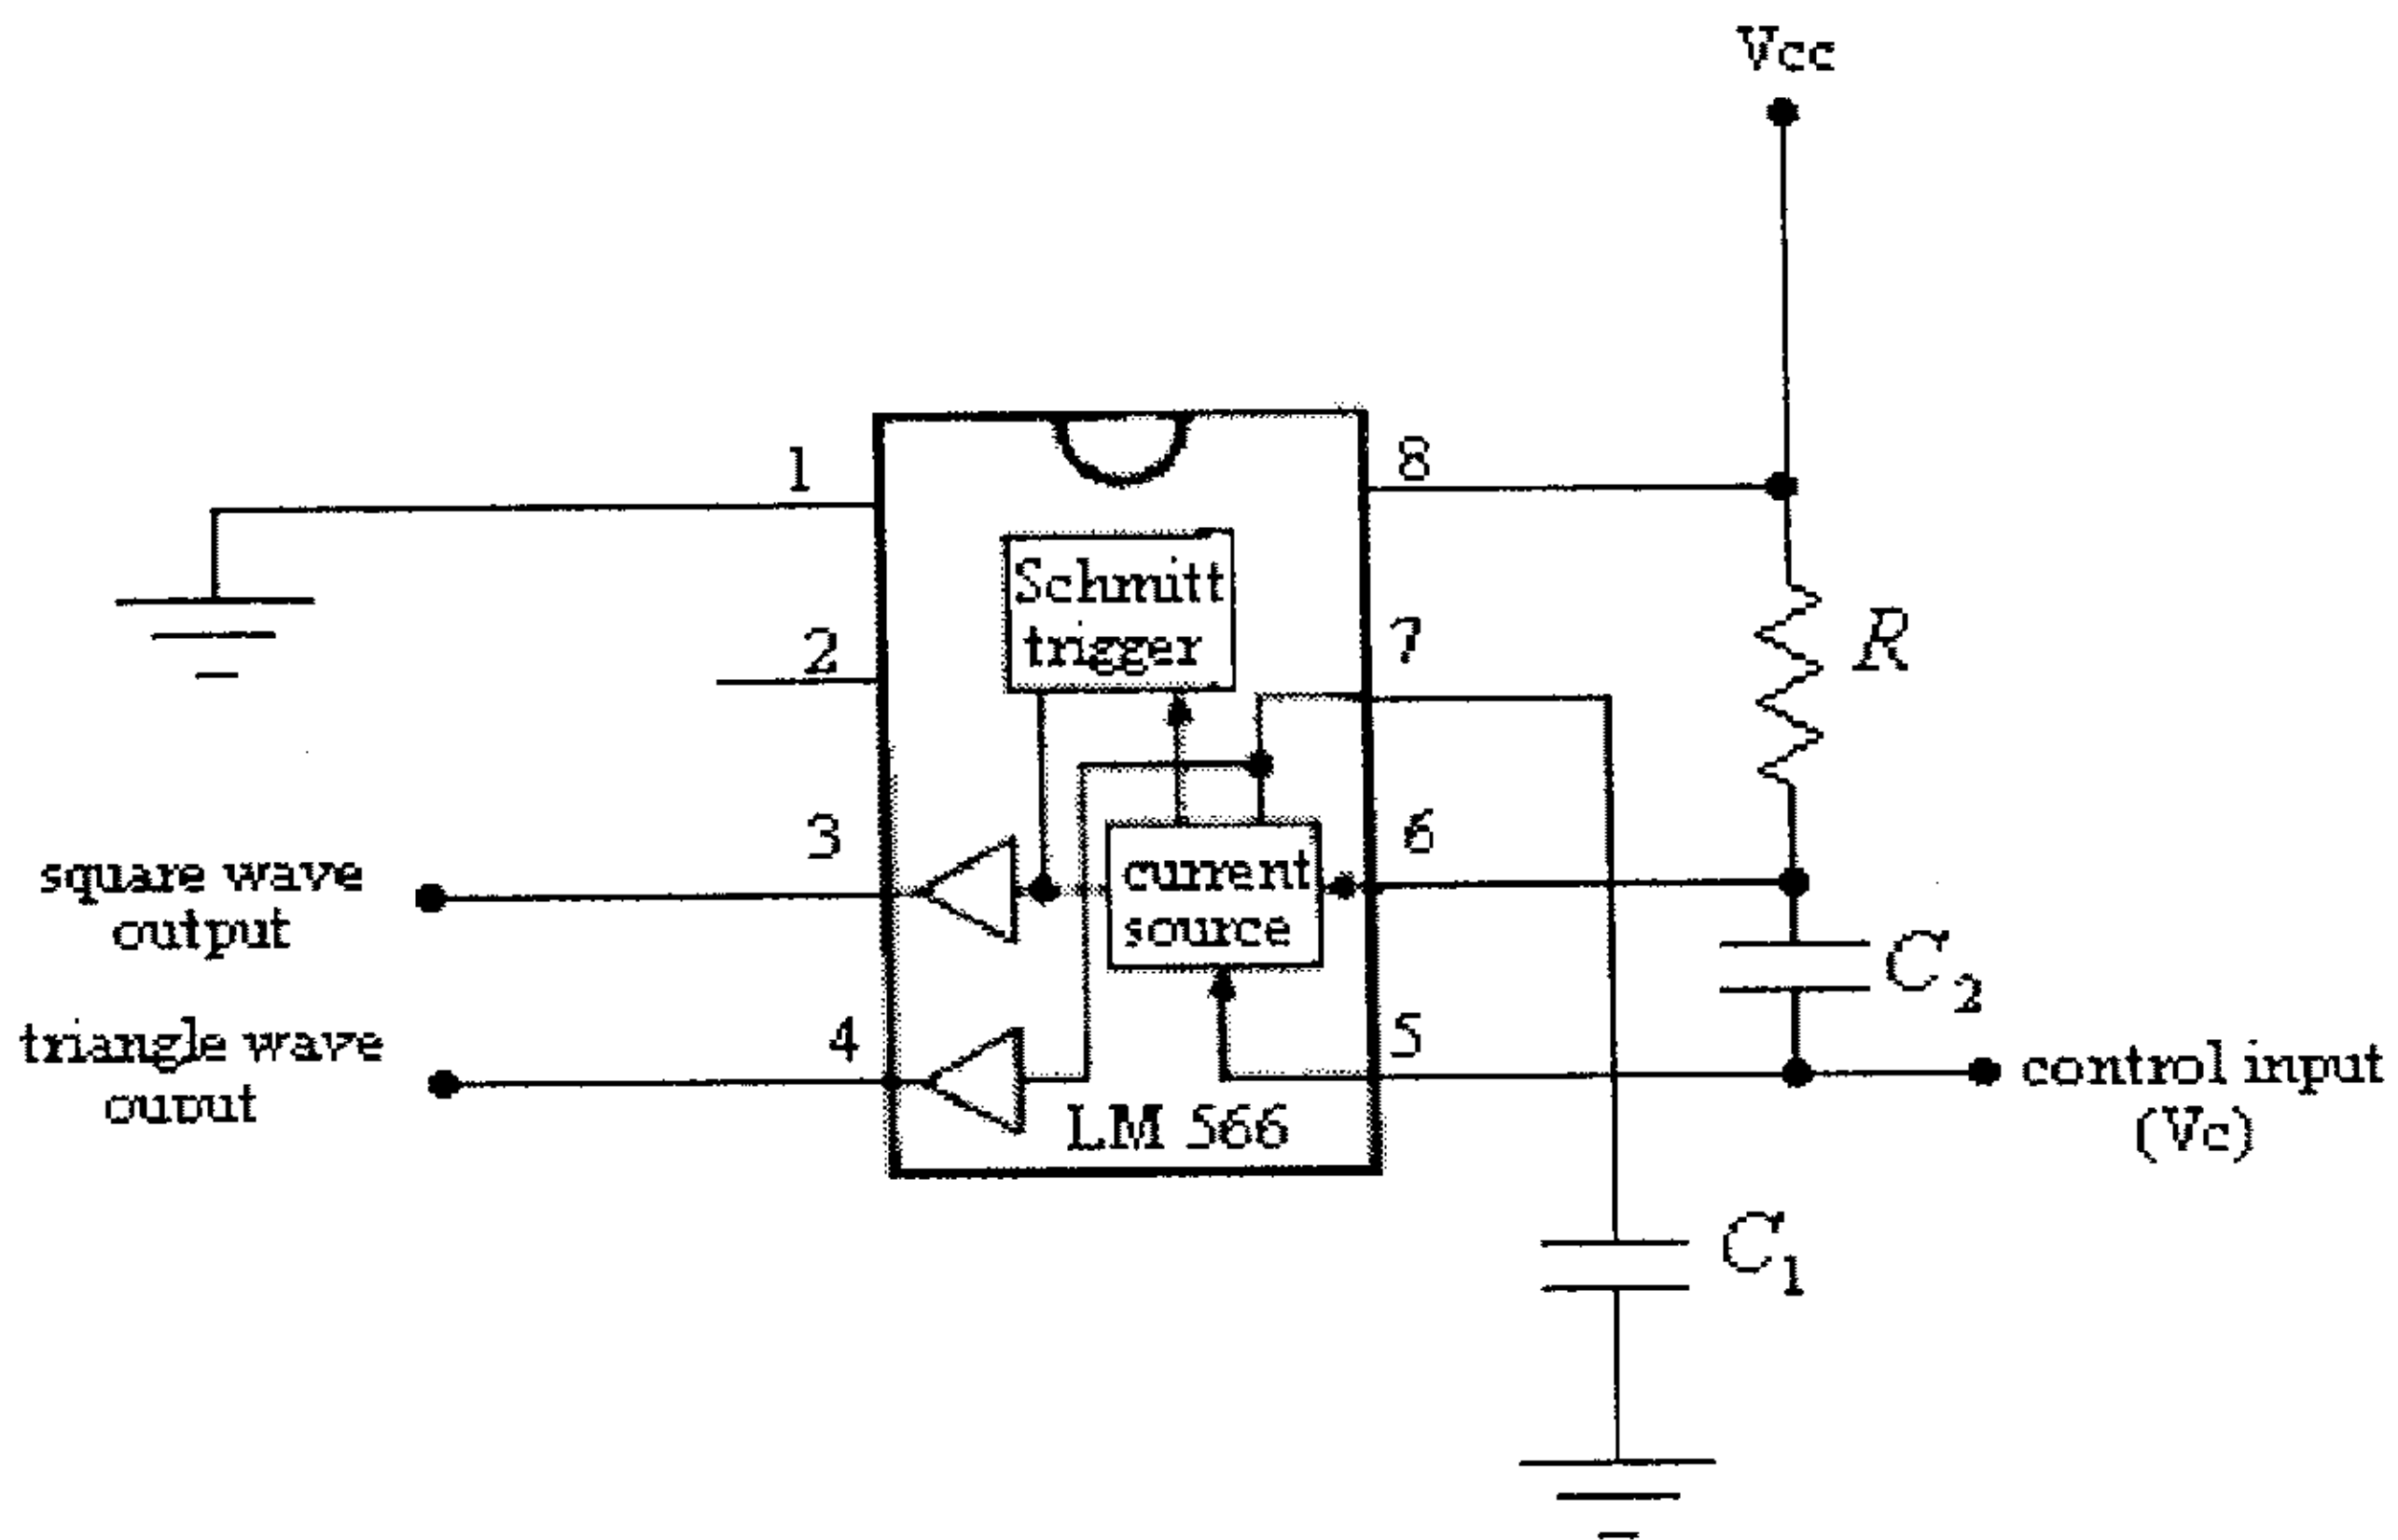 Vcc
1
8
Schmitt
trigger
R
2
7
3
6
square wave
output
current
source
C2
triangle wave
ouput
4
5
control input
(Vc)
LM 566
C1